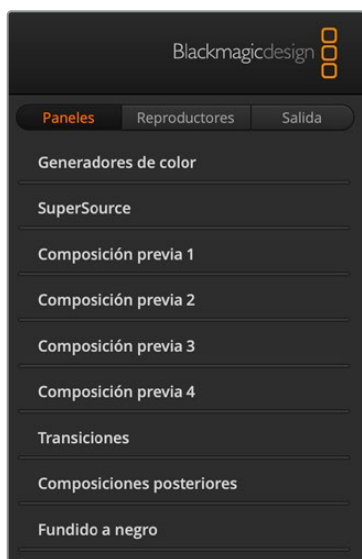 Blackmagicdesign
Paneles Reproductores Salida
Generadores de color
SuperSource
Composición previa 1
Composición previa 2
Composición previa 3
Composición previa 4
Transiciones
Composiciones posteriores
Fundido a negro